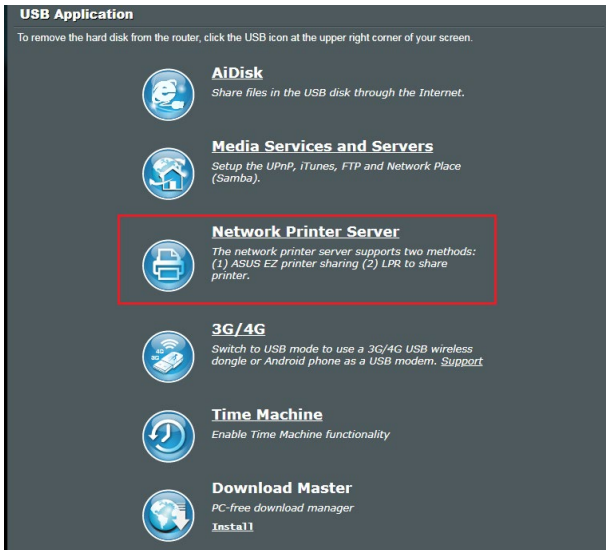 USB Application
To remove the hard disk from the router, click the USB icon at the upper right corner of your screen.
AiDisk
Share files in the USB disk through the Internet.
Media Services and Servers
Setup the UPnP, iTunes, FTP and Network Place
(Samba).
Network Printer Server
The network printer server supports two methods:
(1) ASUS EZ printer sharing (2) LPR to share
printer.
3G/4G
Switch to USB mode to use a 3G/4G USB wireless
dongle or Android phone as a USB modem. Support
Time Machine
Enable Time Machine functionality
Download Master
PC-free download manager
Install